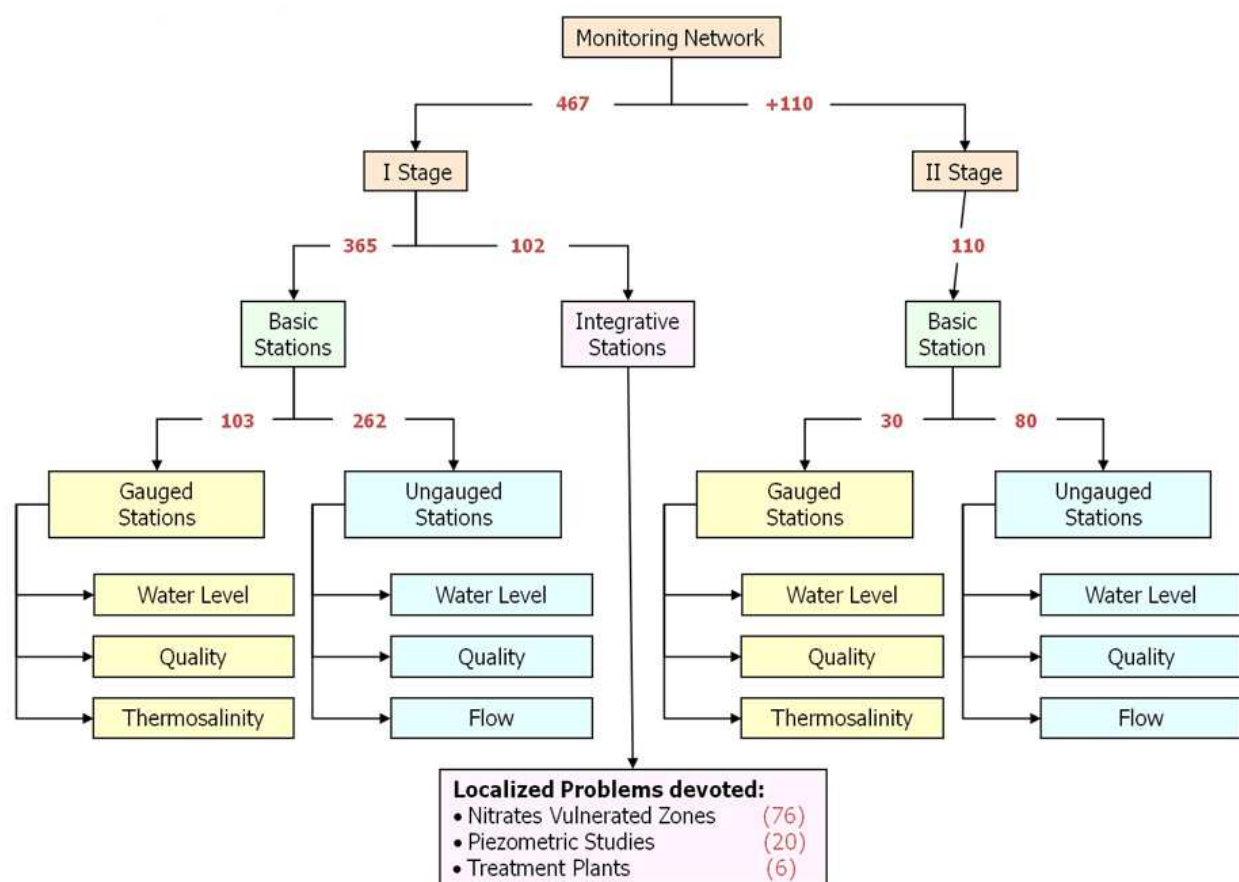 Monitoring Network
467
+110
I Stage
II Stage
365
102
110
Basic
Stations
Integrative
Stations
Basic
Station
103
262
30
80
Gauged
Stations
Ungauged
Stations
Gauged
Stations
Ungauged
Stations
Water Level
Water Level
Water Level
Water Level
Quality
Quality
Quality
Quality
Thermosalinity
Flow
Thermosalinity
Flow
Localized Problems devoted:
• Nitrates Vulnerated Zones (76)
• Piezometric Studies (20)
• Treatment Plants (6)